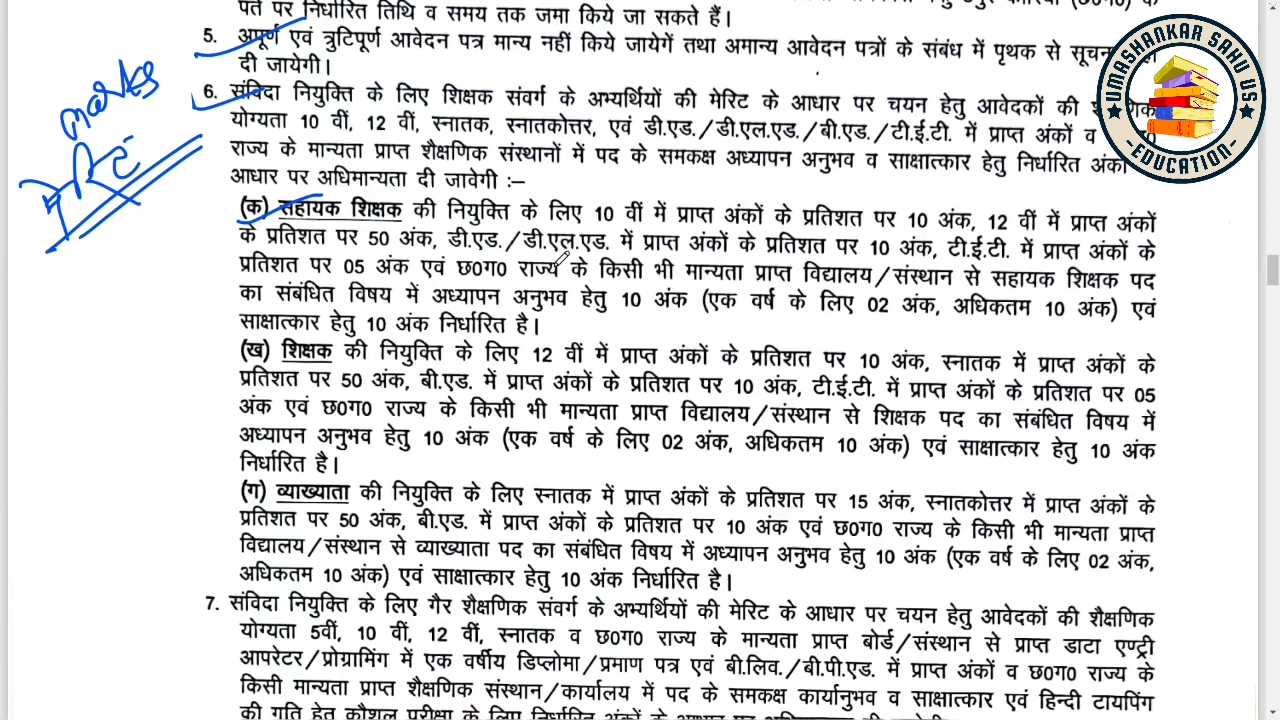 पते पर निर्धारित तिथि व समय तक जमा किये जा सकते हैं।
5. अपूर्ण एवं त्रुटिपूर्ण आवेदन पत्र मान्य नहीं किये जायेगें तथा अमान्य आवेदन पत्रों के संबंध में पृथक से
दी जायेगी।
6. संविदा नियुक्ति के लिए शिक्षक संवर्ग के अभ्यर्थियों की मेरिट के आधार पर चयन हेतु आवेदकों की
योग्यता 10 वीं, 12 वीं, स्नातक, स्नातकोत्तर, एवं डी.एड./डी.एल.एड./बी.एड./टी.ई.टी. में प्राप्त अंकों व
राज्य के मान्यता प्राप्त शैक्षणिक संस्थानों में पद के समकक्ष अध्यापन अनुभव व साक्षात्कार हेतु निर्धारित अंकों
आधार पर अधिमान्यता दी जावेगी :–
(क) सहायक शिक्षक की नियुक्ति के लिए 10 वीं में प्राप्त अंकों के प्रतिशत पर 10 अंक, 12 वीं में प्राप्त अंकों
के प्रतिशत पर 50 अंक, डी.एड./डी.एल.एड. में प्राप्त अंकों के प्रतिशत पर 10 अंक, टी.ई.टी. में प्राप्त अंकों के
प्रतिशत पर 05 अंक एवं छ0ग0 राज्य के किसी भी मान्यता प्राप्त विद्यालय/संस्थान से सहायक शिक्षक पद
का संबंधित विषय में अध्यापन अनुभव हेतु 10 अंक (एक वर्ष के लिए 02 अंक, अधिकतम 10 अंक) एवं
साक्षात्कार हेतु 10 अंक निर्धारित है।
(ख) शिक्षक की नियुक्ति के लिए 12 वीं में प्राप्त अंकों के प्रतिशत पर 10 अंक, स्नातक में प्राप्त अंकों के
प्रतिशत पर 50 अंक, बी.एड. में प्राप्त अंकों के प्रतिशत पर 10 अंक, टी.ई.टी. में प्राप्त अंकों के प्रतिशत पर 05
अंक एवं छ0ग0 राज्य के किसी भी मान्यता प्राप्त विद्यालय/संस्थान से शिक्षक पद का संबंधित विषय में
अध्यापन अनुभव हेतु 10 अंक (एक वर्ष के लिए 02 अंक, अधिकतम 10 अंक) एवं साक्षात्कार हेतु 10 अंक
निर्धारित है।
(ग) व्याख्याता की नियुक्ति के लिए स्नातक में प्राप्त अंकों के प्रतिशत पर 15 अंक, स्नातकोत्तर में प्राप्त अंकों के
प्रतिशत पर 50 अंक, बी.एड. में प्राप्त अंकों के प्रतिशत पर 10 अंक एवं छ0ग0 राज्य के किसी भी मान्यता प्राप्त
विद्यालय/संस्थान से व्याख्याता पद का संबंधित विषय में अध्यापन अनुभव हेतु 10 अंक (एक वर्ष के लिए 02 अंक,
अधिकतम 10 अंक) एवं साक्षात्कार हेतु 10 अंक निर्धारित है।
7. संविदा नियुक्ति के लिए गैर शैक्षणिक संवर्ग के अभ्यर्थियों की मेरिट के आधार पर चयन हेतु आवेदकों की शैक्षणिक
योग्यता 5वीं, 10 वीं, 12 वीं, स्नातक व छ0ग0 राज्य के मान्यता प्राप्त बोर्ड/संस्थान से प्राप्त डाटा एण्ट्री
आपरेटर/प्रोग्रामिंग में एक वर्षीय डिप्लोमा/प्रमाण पत्र एवं बी.लिव./बी.पी.एड. में प्राप्त अंकों व छ0ग0 राज्य के
किसी मान्यता प्राप्त शैक्षणिक संस्थान/कार्यालय में पद के समकक्ष कार्यानुभव व साक्षात्कार एवं हिन्दी टायपिंग
की गति हेतु कौशल परीक्षा के लिए निर्धारित अंकों के आधार पर
marks
मेरिट
UMASHANKAR SAHU US
-EDUCATION-